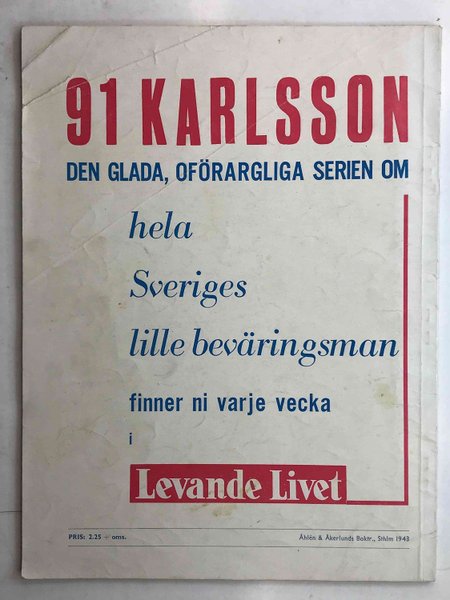 91 KARLSSON
DEN GLADA, OFÖRARGLIGA SERIEN OM
hela
Sveriges
lille beväringsman
finner ni varje vecka
i
Levande Livet
PRIS: 2.25 + oms.
Åhlén & Åkerlunds Boktr., Sthlm 1943